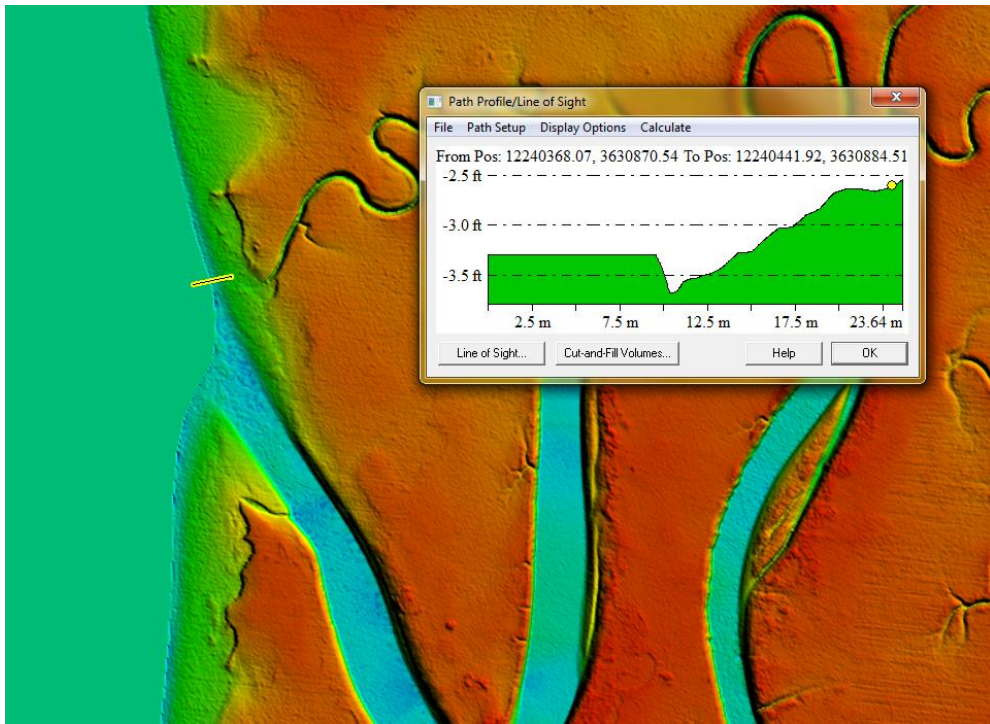 Path Profile/Line of Sight
File Path Setup Display Options Calculate
From Pos: 12240368.07, 3630870.54 To Pos: 12240441.92, 3630884.51
-2.5 ft
-3.0 ft
-3.5 ft
2.5 m 7.5 m 12.5 m 17.5 m 23.64 m
Line of Sight... Cut-and-Fill Volumes... Help OK